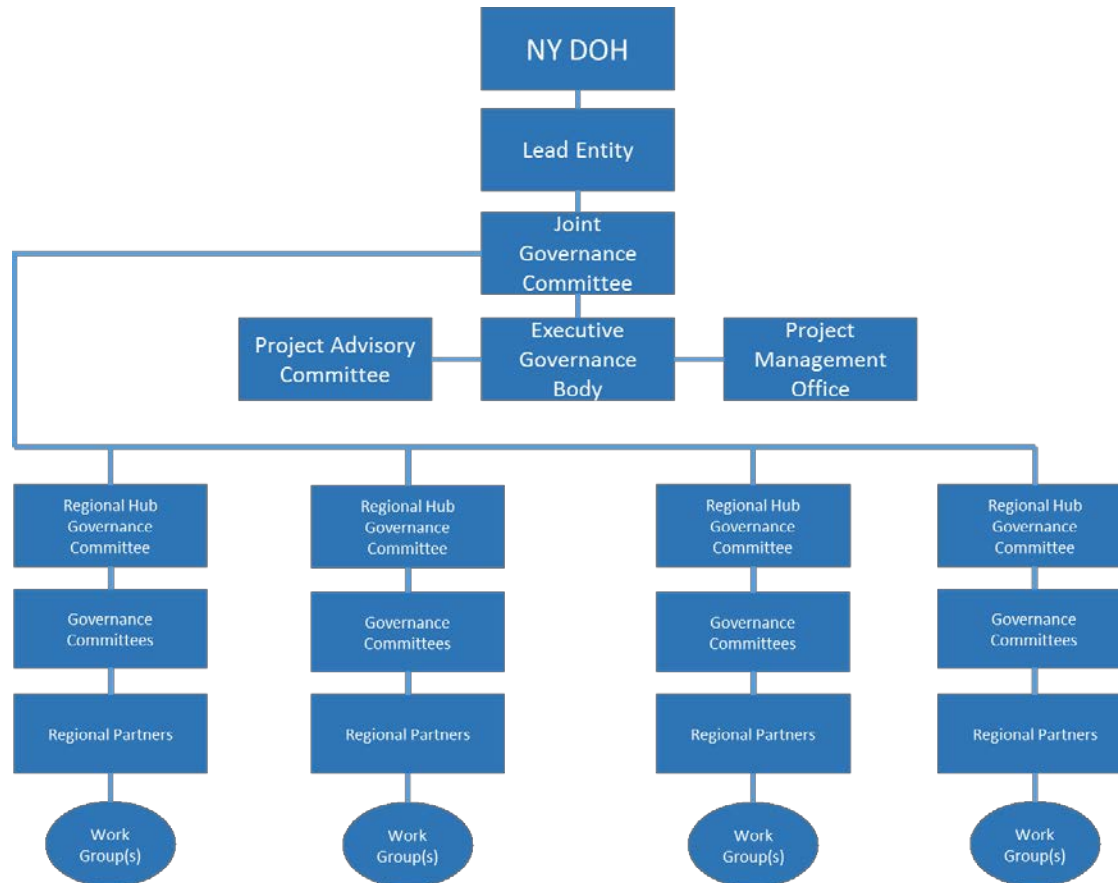 NY DOH
Lead Entity
Joint
Governance
Committee
Project Advisory
Committee
Executive
Governance
Body
Project
Management
Office
Regional Hub
Governance
Committee
Regional Hub
Governance
Committee
Regional Hub
Governance
Committee
Regional Hub
Governance
Committee
Governance
Committees
Governance
Committees
Governance
Committees
Governance
Committees
Regional Partners
Regional Partners
Regional Partners
Regional Partners
Work
Group(s)
Work
Group(s)
Work
Group(s)
Work
Group(s)